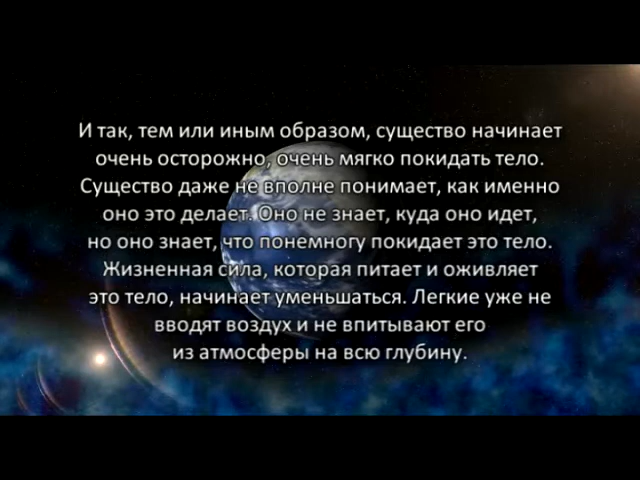 И так, тем или иным образом, существо начинает
очень осторожно, очень мягко покидать тело.
Существо даже не вполне понимает, как именно
оно это делает. Оно не знает, куда оно идет,
но оно знает, что понемногу покидает это тело.
Жизненная сила, которая питает и оживляет
это тело, начинает уменьшаться. Легкие уже не
вводят воздух и не впитывают его
из атмосферы на всю глубину.